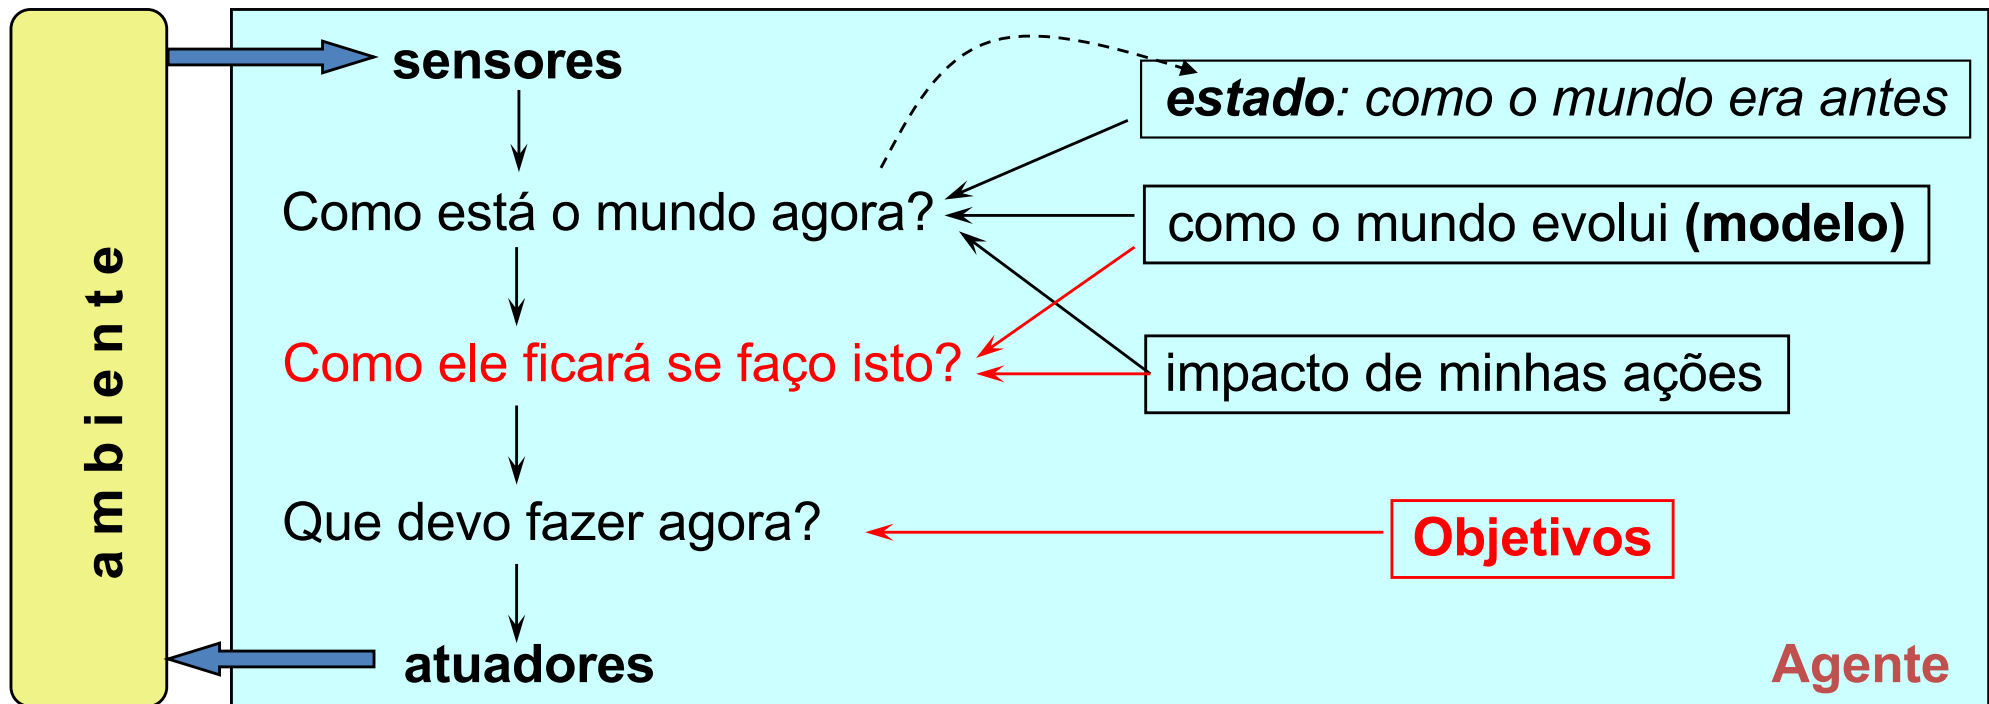 ambiente
sensores
estado: como o mundo era antes
Como está o mundo agora?
como o mundo evolui (modelo)
Como ele ficará se faço isto?
impacto de minhas ações
Que devo fazer agora?
Objetivos
atuadores
Agente